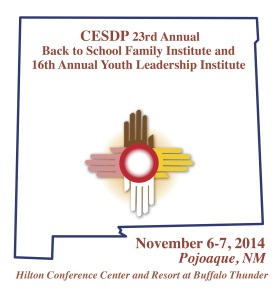 CESDP 23rd Annual
Back to School Family Institute and
16th Annual Youth Leadership Institute
November 6-7, 2014
Pojoaque, NM
Hilton Conference Center and Resort at Buffalo Thunder